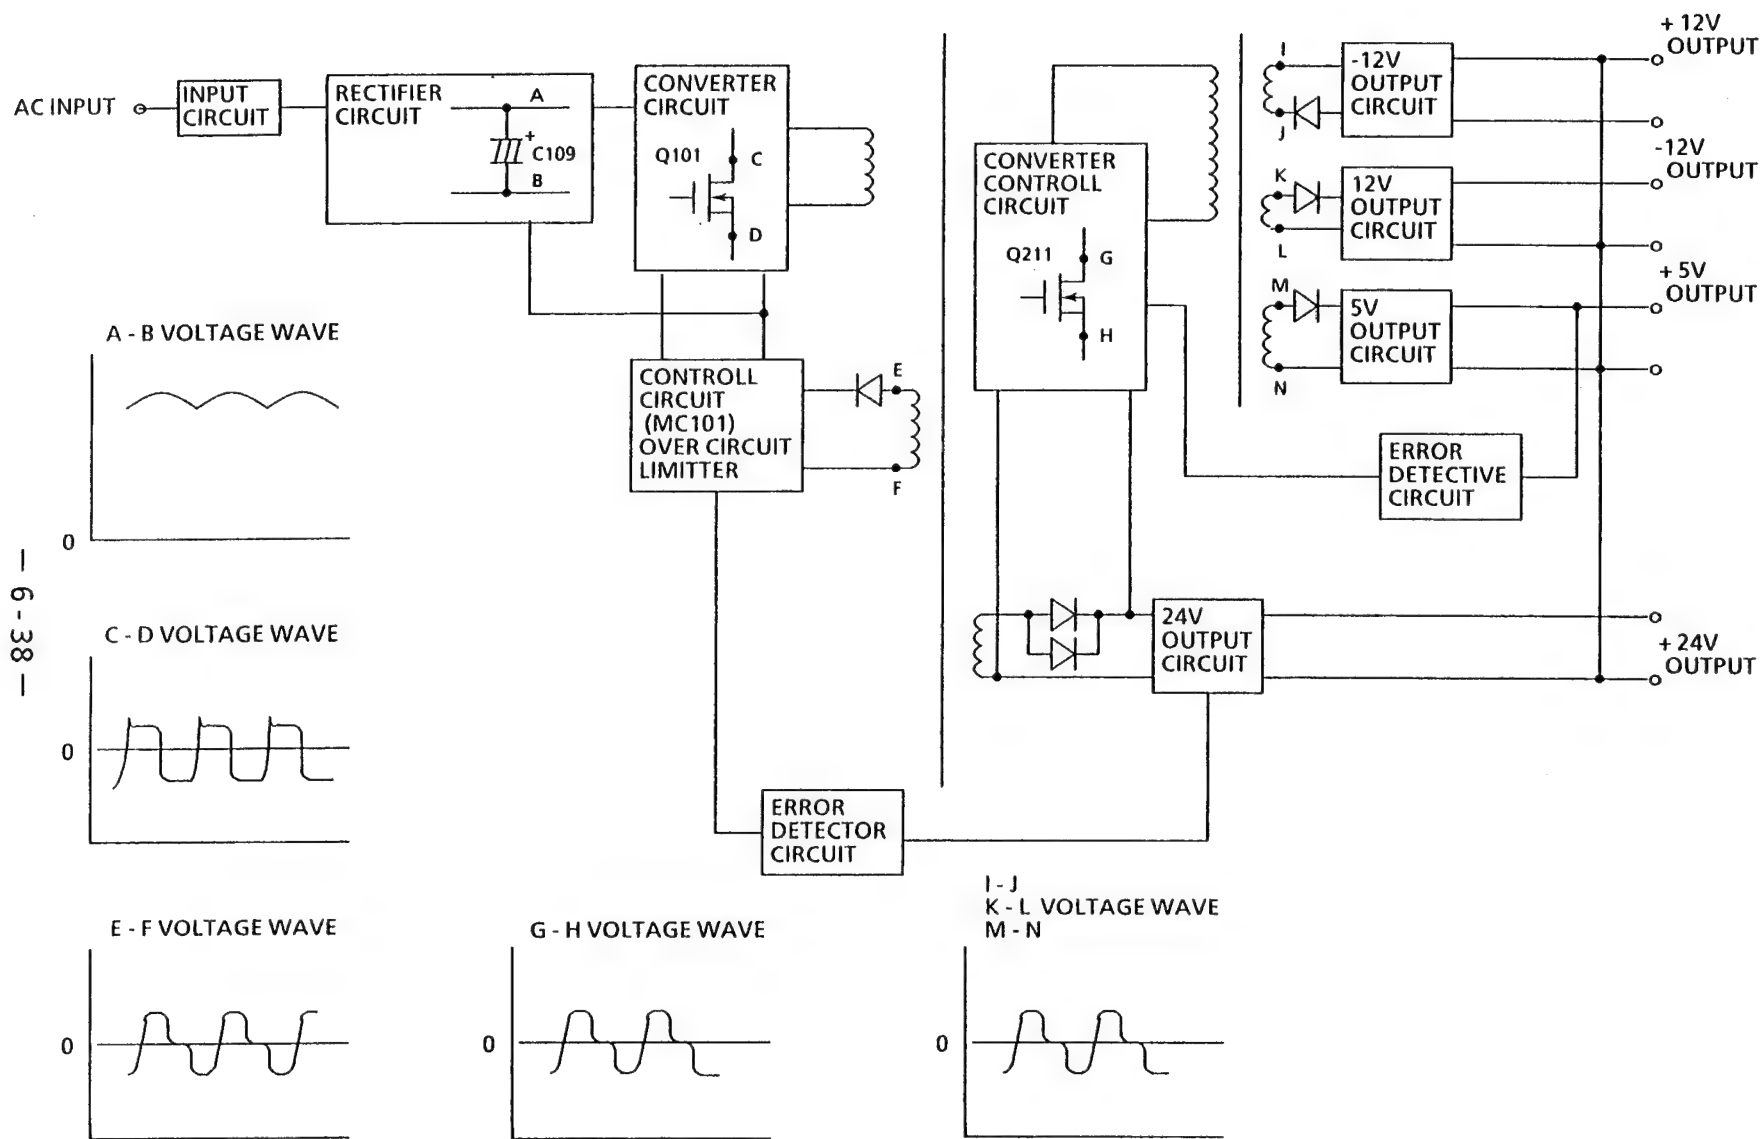 + 12V
OUTPUT
AC INPUT
INPUT
CIRCUIT
RECTIFIER
CIRCUIT
A
+
C109
B
CONVERTER
CIRCUIT
Q101
C
D
CONVERTER
CONTROLL
CIRCUIT
Q211
G
H
I
J
-12V
OUTPUT
CIRCUIT
-12V
OUTPUT
K
L
12V
OUTPUT
CIRCUIT
+ 5V
OUTPUT
M
N
5V
OUTPUT
CIRCUIT
CONTROLL
CIRCUIT
(MC101)
OVER CIRCUIT
LIMITTER
E
F
ERROR
DETECTIVE
CIRCUIT
24V
OUTPUT
CIRCUIT
+ 24V
OUTPUT
ERROR
DETECTOR
CIRCUIT
A - B VOLTAGE WAVE
0
C - D VOLTAGE WAVE
0
E - F VOLTAGE WAVE
0
G - H VOLTAGE WAVE
0
I - J
K - L VOLTAGE WAVE
M - N
0
— 6 - 38 —